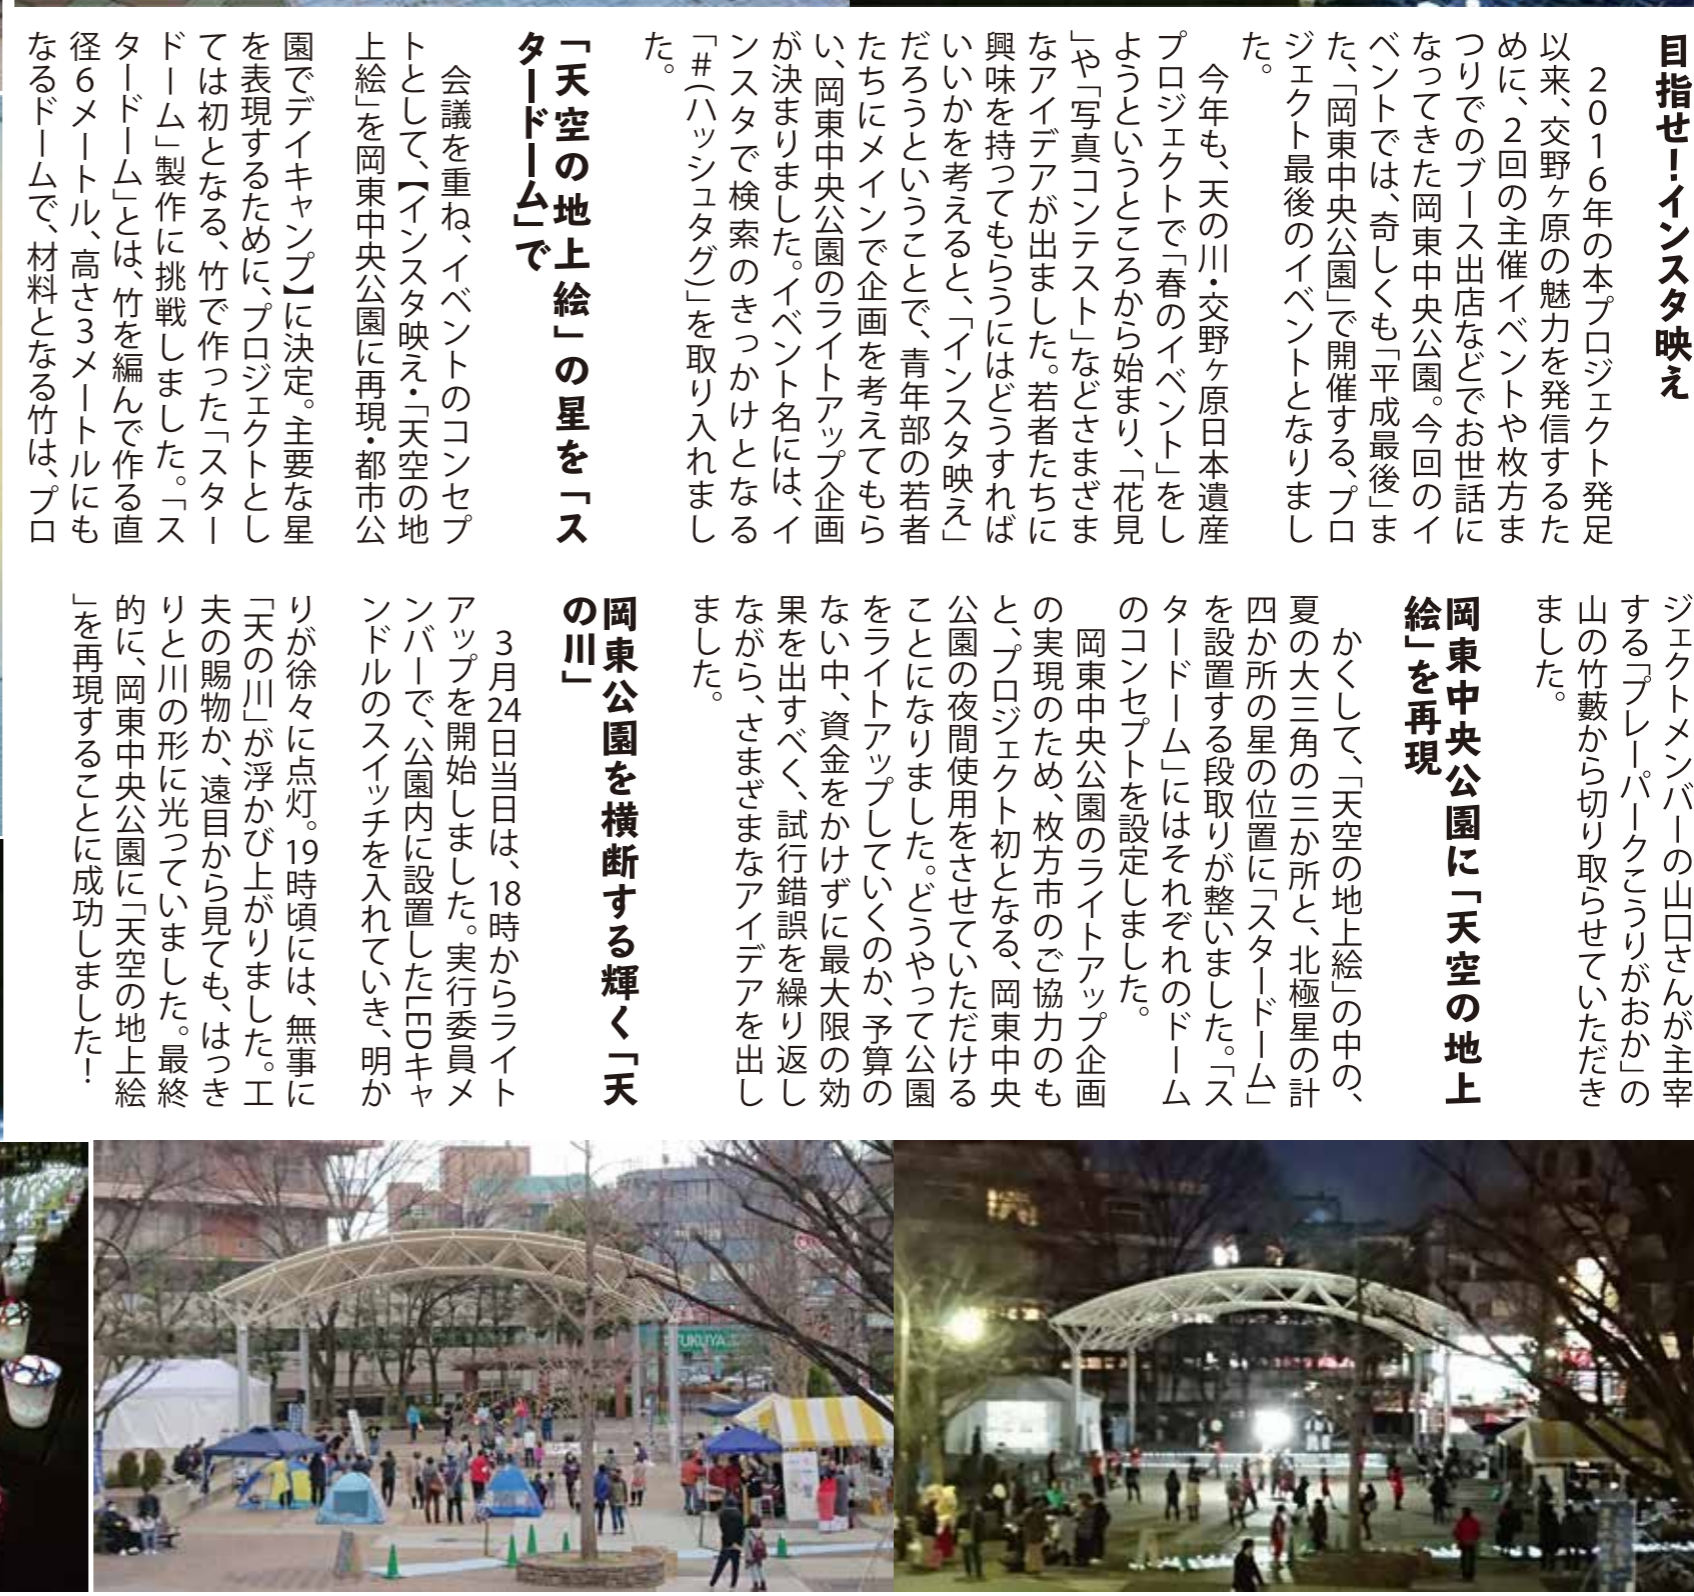 目指せ！インスタ映え
２０１６年の本プロジェクト発足
以来、交野ヶ原の魅力を発信するた
めに、２回の主催イベントや枚方ま
つりでのブース出店などでお世話に
なってきた岡東中央公園。今回のイ
ベントでは、奇しくも「平成最後」ま
た、「岡東中央公園」で開催する、プロ
ジェクト最後のイベントとなりまし
た。
今年も、天の川・交野ヶ原日本遺産
プロジェクトで「春のイベント」をし
ようというところから始まり、「花見
」や「写真コンテスト」などさまざま
なアイデアが出ました。若者たちに
興味を持ってもらうにはどうすれば
いいかを考えると、「インスタ映え」
だろうということで、青年部の若者
たちにメインで企画を考えてもら
い、岡東中央公園のライトアップ企画
が決まりました。イベント名には、イ
ンスタで検索のきっかけとなる
「＃(ハッシュタグ)」を取り入れまし
た。
「天空の地上絵」の星を「ス
タードーム」で
会議を重ね、イベントのコンセプ
トとして、【インスタ映え・「天空の地
上絵」を岡東中央公園に再現・都市公
園でデイキャンプ】に決定。主要な星
を表現するために、プロジェクトとし
ては初となる、竹で作った「スター
ドーム」製作に挑戦しました。「ス
タードーム」とは、竹を編んで作る直
径６メートル、高さ３メートルにも
なるドームで、材料となる竹は、プロ
ジェクトメンバーの山口さんが主宰
する「プレーパークこうりがおか」の
山の竹藪から切り取らせていただき
ました。
岡東中央公園に「天空の地上
絵」を再現
かくして、「天空の地上絵」の中の、
夏の大三角の三か所と、北極星の計
四か所の星の位置に「スタードーム」
を設置する段取りが整いました。「ス
タードーム」にはそれぞれのドーム
のコンセプトを設定しました。
岡東中央公園のライトアップ企画
の実現のため、枚方市のご協力のも
と、プロジェクト初となる、岡東中央
公園の夜間使用をさせていただける
ことになりました。どうやって公園
をライトアップしていくのか、予算の
ない中、資金をかけずに最大限の効
果を出すべく、試行錯誤を繰り返し
ながら、さまざまなアイデアを出し
ました。
岡東公園を横断する輝く「天
の川」
３月24日当日は、18時からライト
アップを開始しました。実行委員メ
ンバーで、公園内に設置したLEDキャ
ンドルのスイッチを入れていき、明か
りが徐々に点灯。19時頃には、無事に
「天の川」が浮かび上がりました。工
夫の賜物か、遠目から見ても、はっき
りと川の形に光っていました。最終
的に、岡東中央公園に「天空の地上絵
」を再現することに成功しました！